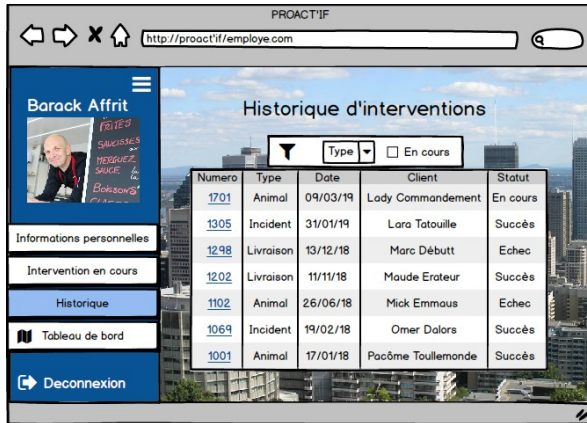 PROACT'IF
http://proact'if/employe.com
Barack Affrit
FRITES
SAUCISSES
MERGUEZ
SAUCE
BOISSONS
Informations personnelles
Intervention en cours
Historique
Tableau de bord
Deconnexion
Historique d'interventions
Type En cours
Numero Type Date Client Statut
1701 Animal 09/03/19 Lady Commandement En cours
1305 Incident 31/01/19 Lara Tatouille Succès
1298 Livraison 13/12/18 Marc Débutt Echec
1202 Livraison 11/11/18 Maude Erateur Succès
1102 Animal 26/06/18 Mick Emmaus Echec
1069 Incident 19/02/18 Omer Dalors Succès
1001 Animal 17/01/18 Pacôme Toullemonde Succès